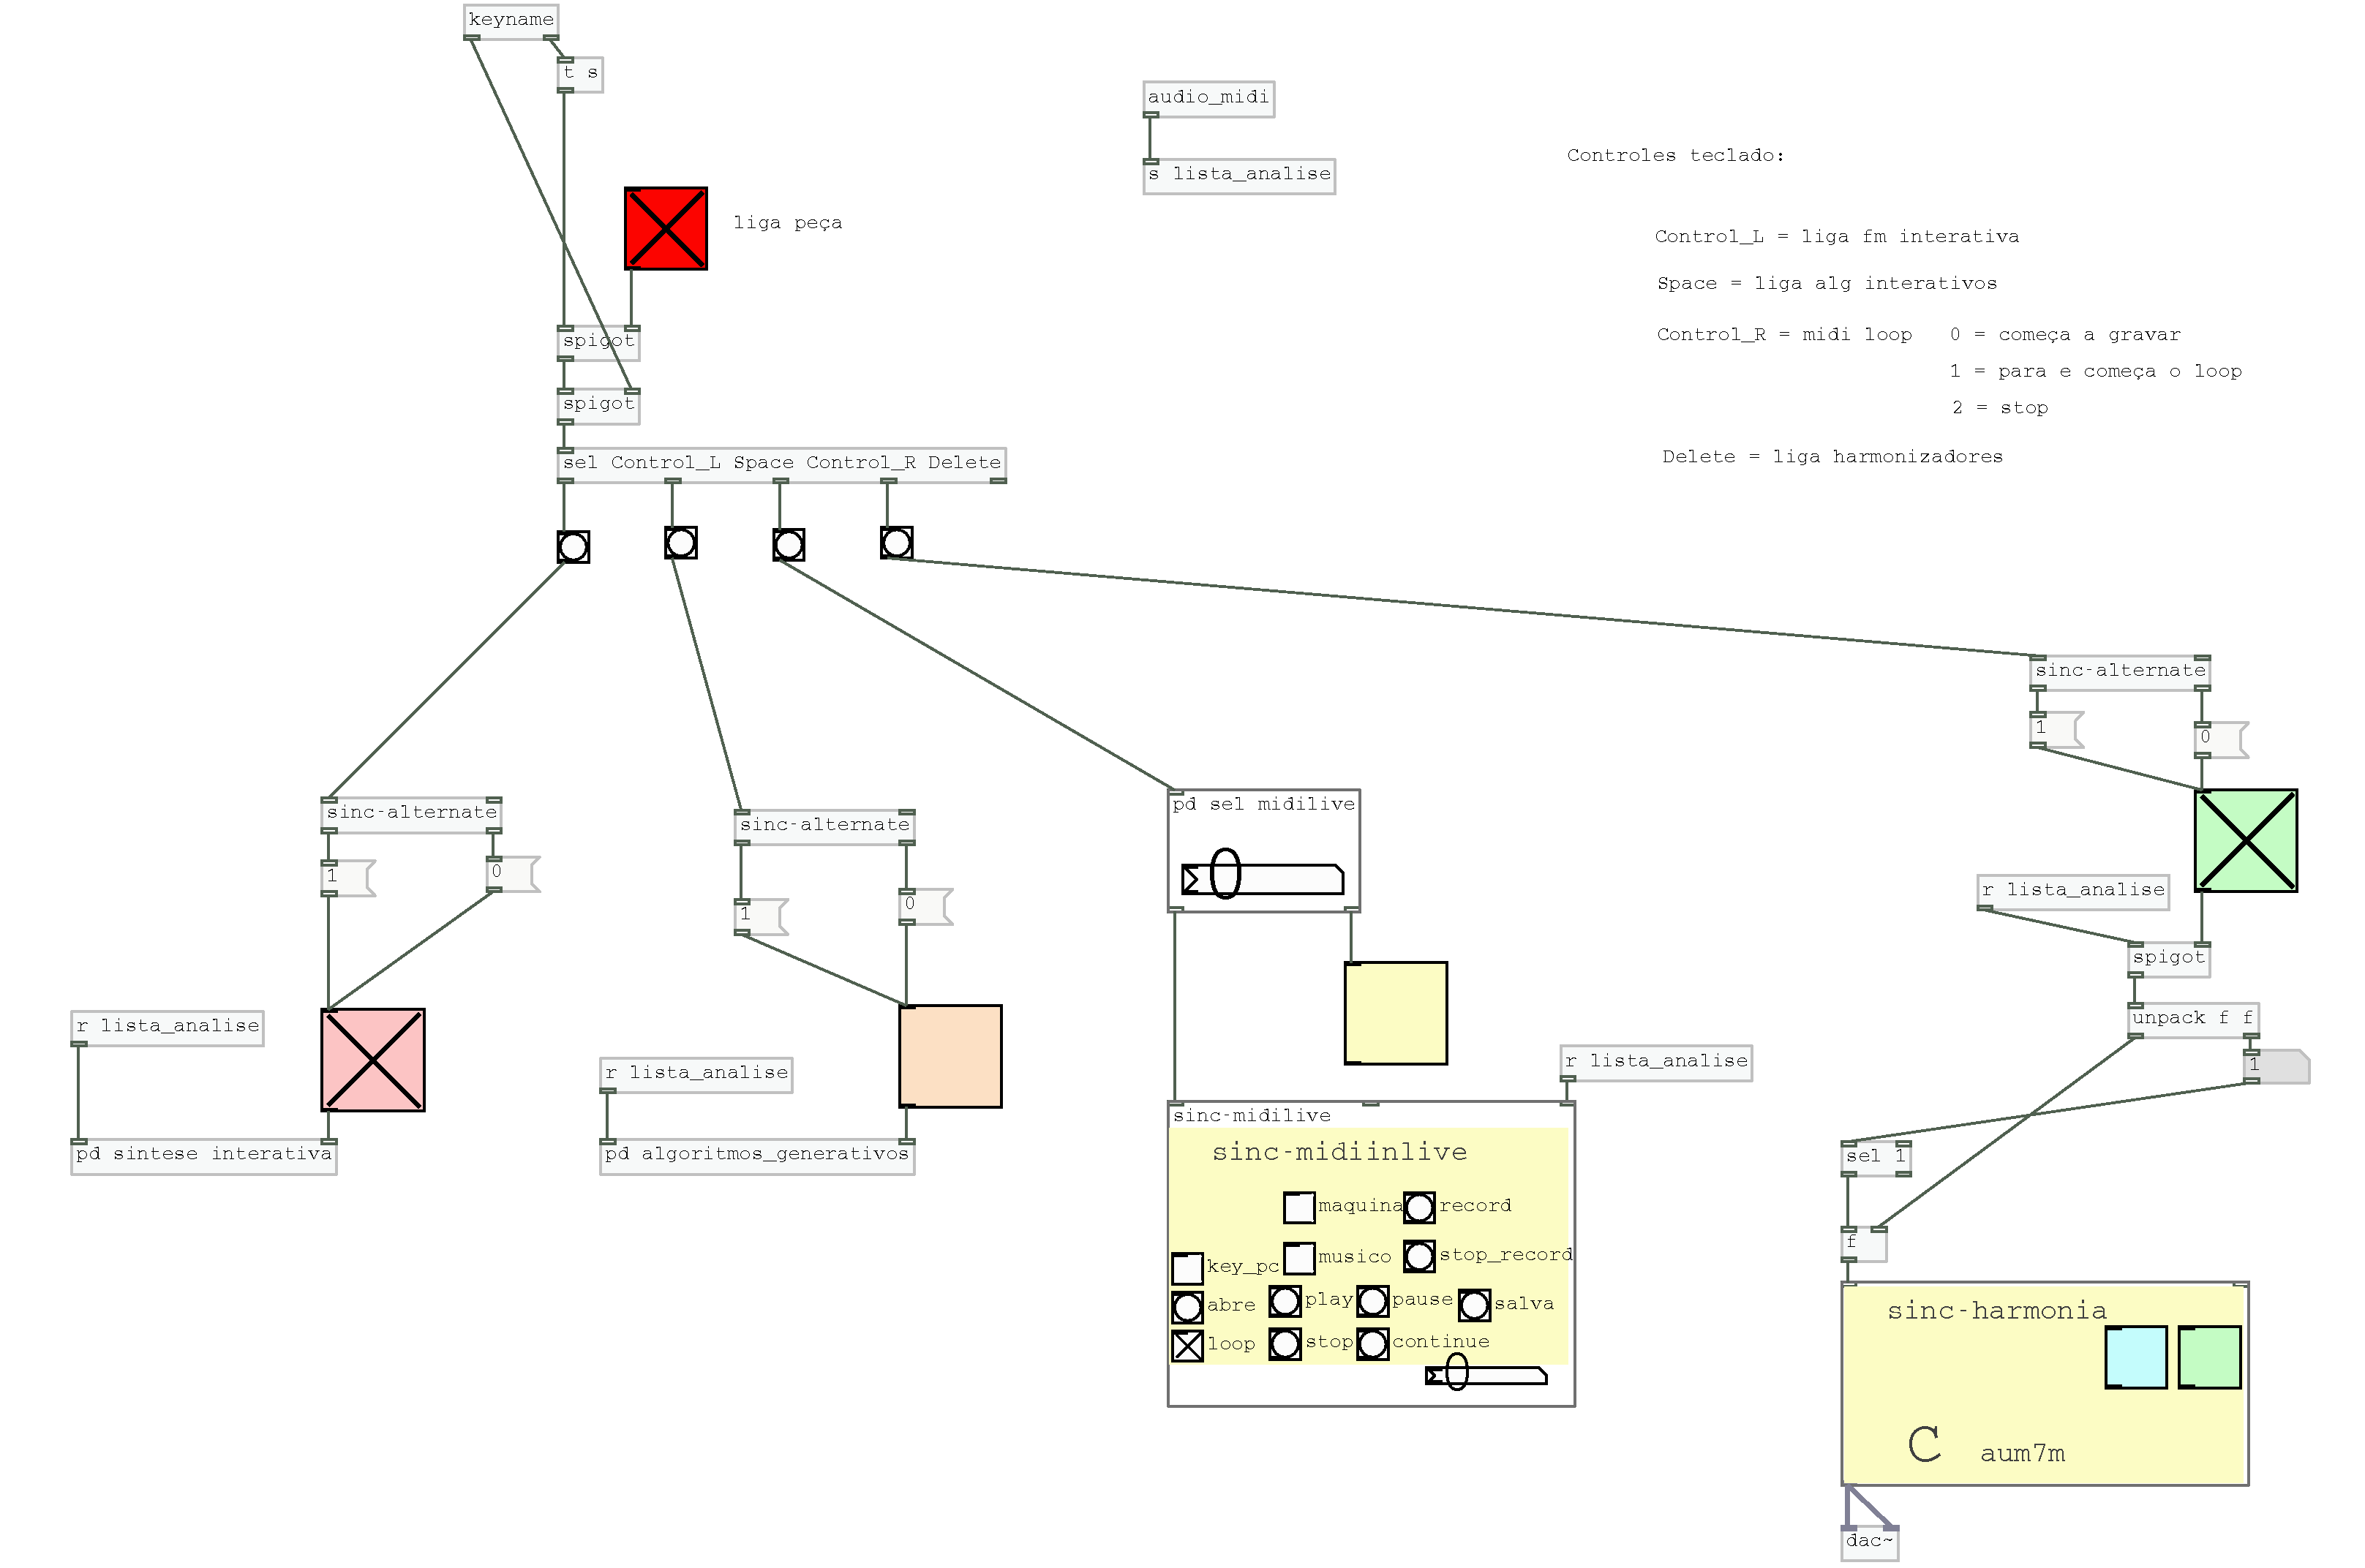 keyname
t s
audio_midi
s lista_analise
liga peça
spigot
spigot
sel Control_L Space Control_R Delete
Controles teclado:
Control_L = liga fm interativa
Space = liga alg interativos
Control_R = midi loop 0 = começa a gravar
1 = para e começa o loop
2 = stop
Delete = liga harmonizadores
sinc-alternate
1
0
r lista_analise
pd sintese interativa
sinc-alternate
1
0
r lista_analise
pd algoritmos_generativos
pd sel midilive
0
r lista_analise
sinc-midilive
sinc-midiinlive
maquina
record
musico
stop_record
key_pc
abre
play
pause
salva
loop
stop
continue
0
sinc-alternate
1
0
r lista_analise
spigot
unpack f f
1
sel 1
f
sinc-harmonia
C aum7m
dac~